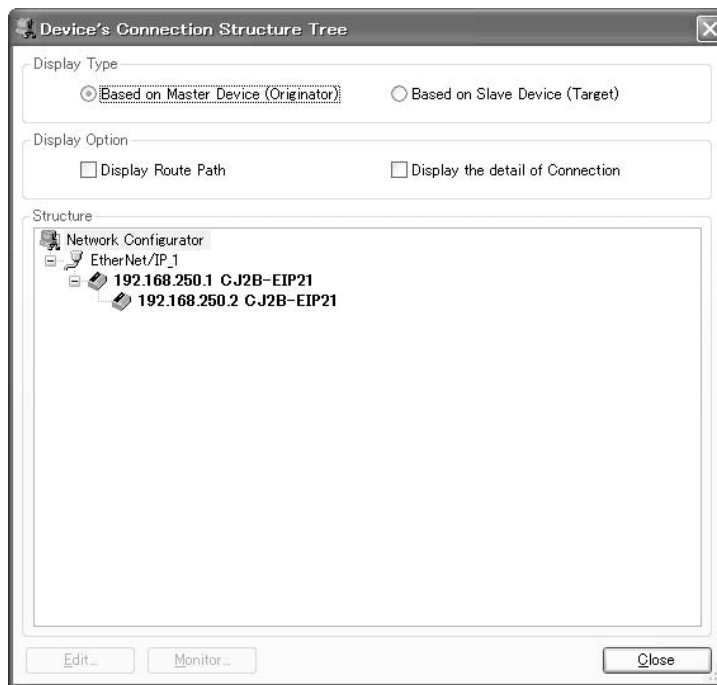 Device's Connection Structure Tree
Display Type
Based on Master Device (Originator) Based on Slave Device (Target)
Display Option
Display Route Path Display the detail of Connection
Structure
Network Configurator
EtherNet/IP_1
192.168.250.1 CJ2B-EIP21
192.168.250.2 CJ2B-EIP21
Edit... Monitor... Close